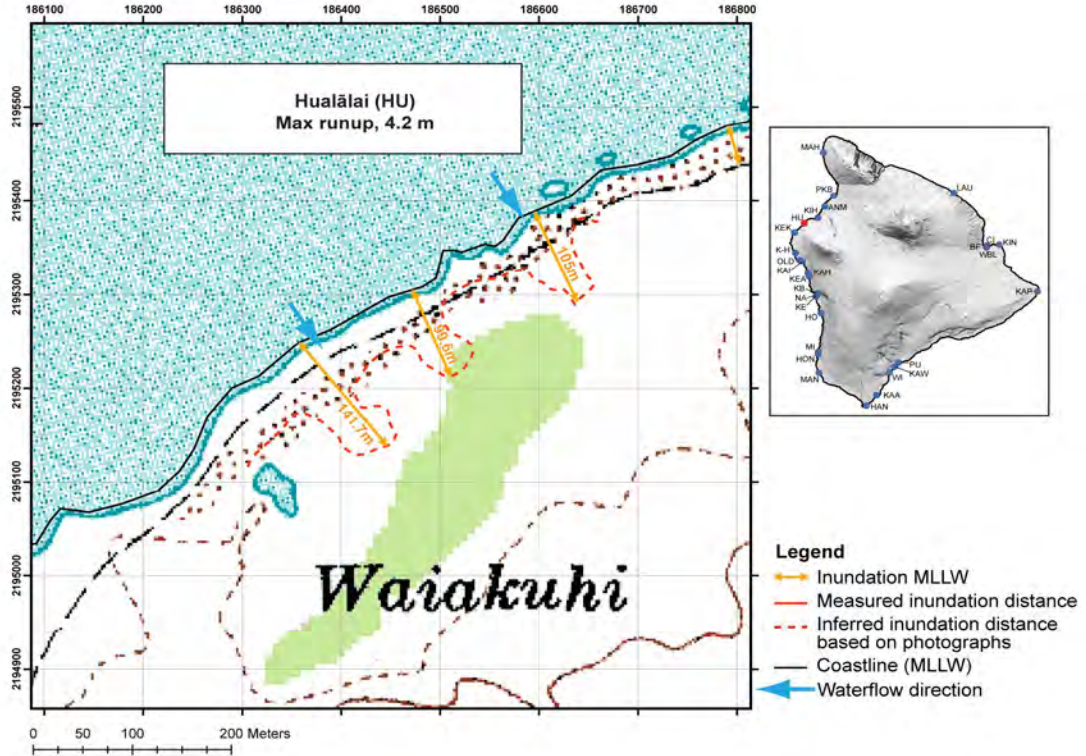 186100 186200 186300 186400 186500 186600 186700 186800
2195500
2195400
2195300
2195200
2195100
2195000
2194900
Hualālai (HU)
Max runup, 4.2 m
105m
90.6m
141.7m
Waiakuhi
0 50 100 200 Meters
MAH
PKB
LAU
KIH
ANM
HU
KEK
K-H
OLD
KAI
KAH
KEA
KB
NA
KE
HO
CI
KIN
BF
WBL
KAP
MI
HON
MAN
PU
KAW
WI
KAA
HAN
Legend
Inundation MLLW
Measured inundation distance
Inferred inundation distance
based on photographs
Coastline (MLLW)
Waterflow direction